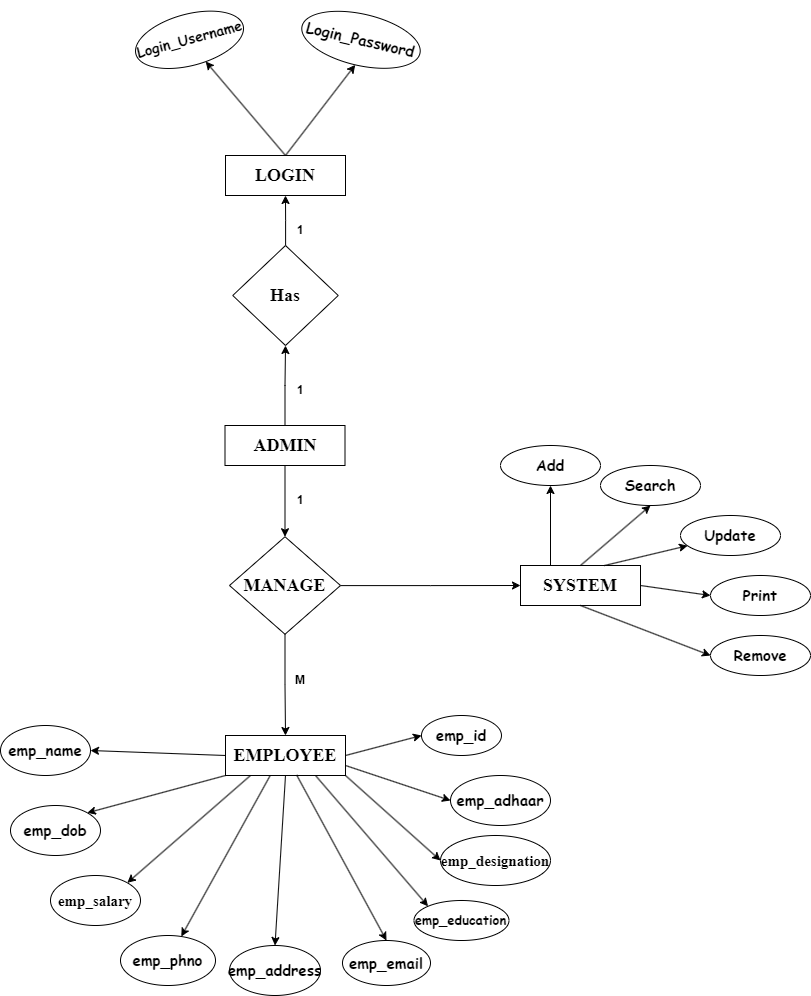 Login_Username
Login_Password
LOGIN
1
Has
1
ADMIN
1
MANAGE
SYSTEM
Add
Search
Update
Print
Remove
M
EMPLOYEE
emp_name
emp_id
emp_dob
emp_adhaar
emp_salary
emp_designation
emp_phno
emp_education
emp_address
emp_email